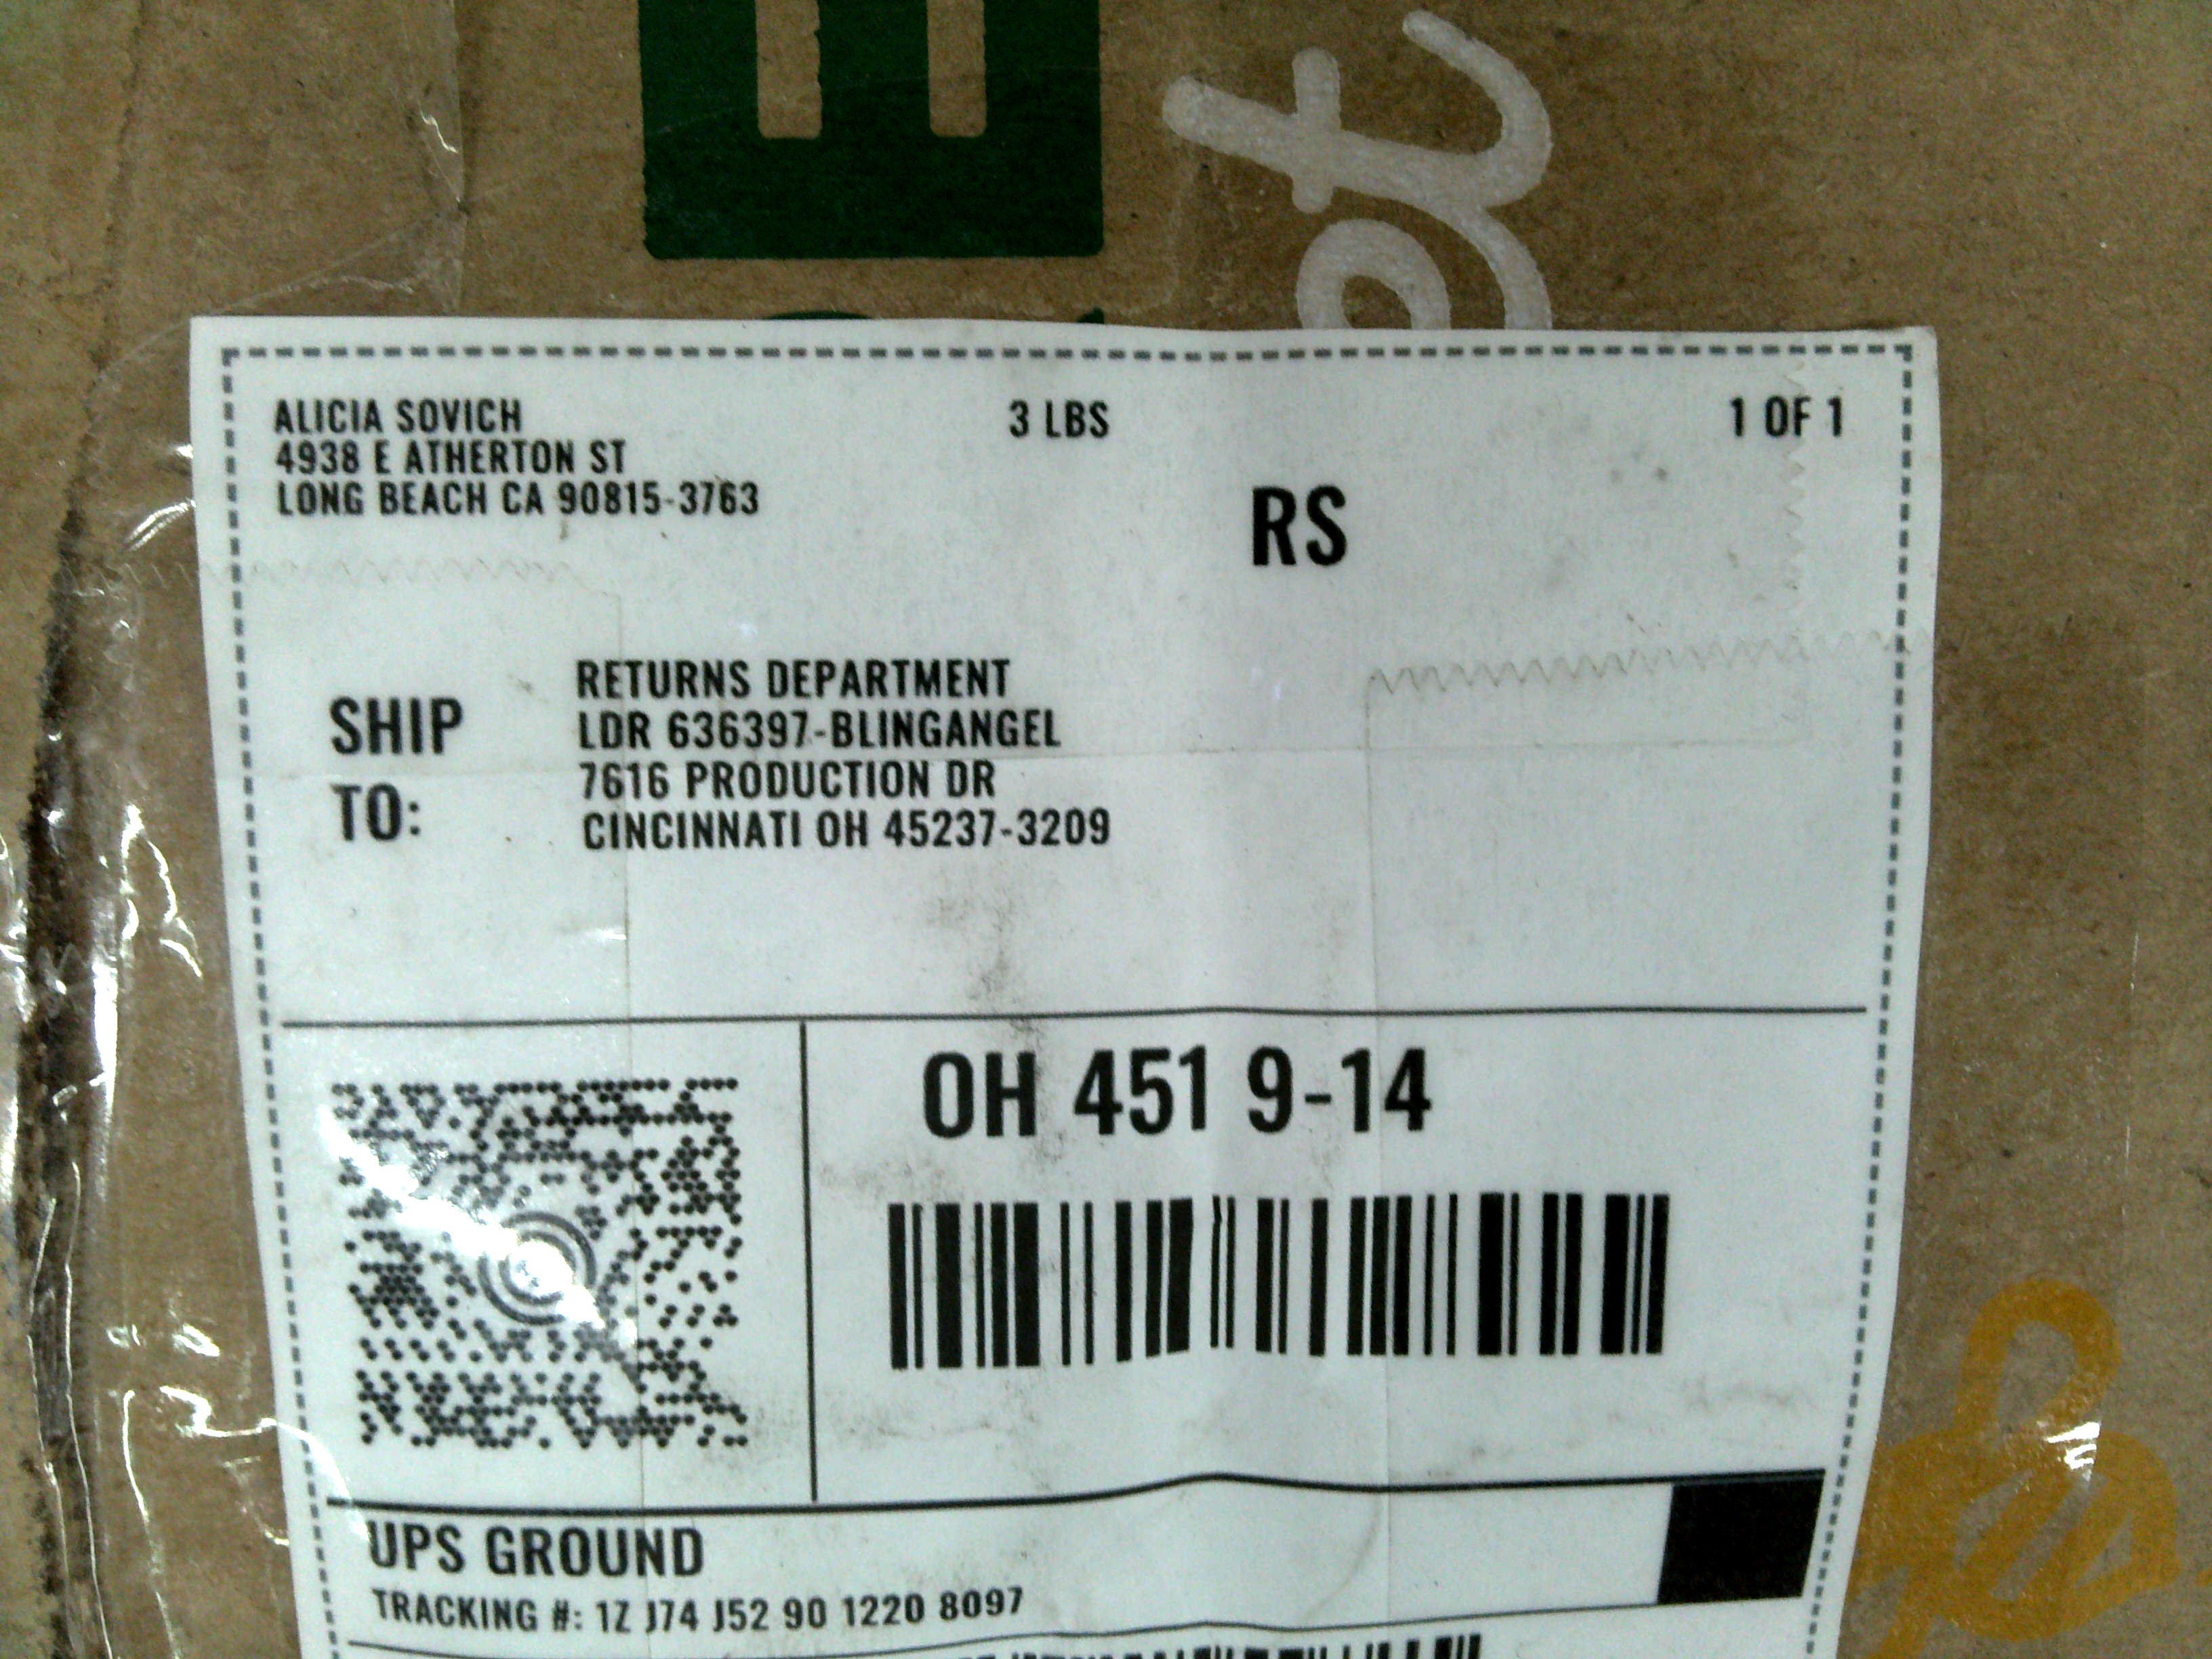 E
et
ALICIA SOVICH
4938 E ATHERTON ST
LONG BEACH CA 90815-3763
3 LBS
1 OF 1
RS
SHIP
TO:
RETURNS DEPARTMENT
LDR 636397-BLINGANGEL
7616 PRODUCTION DR
CINCINNATI OH 45237-3209
OH 451 9-14
UPS GROUND
TRACKING #: 1Z J74 J52 90 1220 8097